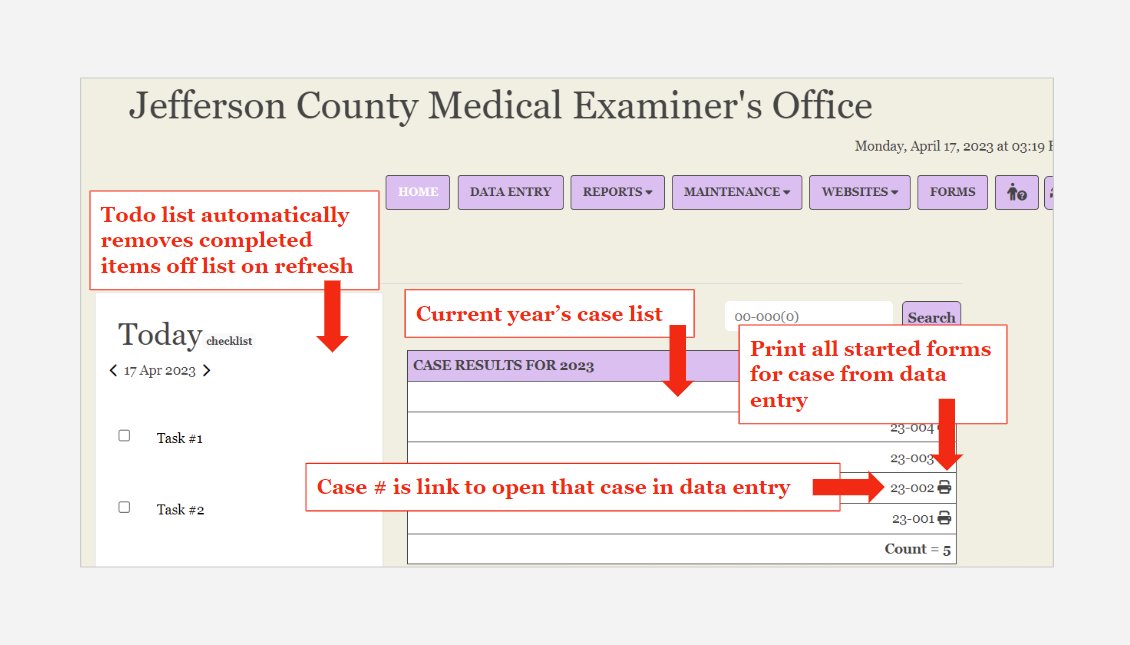 Jefferson County Medical Examiner's Office
Monday, April 17, 2023 at 03:19
HOME DATA ENTRY REPORTS MAINTENANCE WEBSITES FORMS
Todo list automatically
removes completed
items off list on refresh
Today checklist
17 Apr 2023
Task #1
Task #2
Current year’s case list
00-000(0)
Search
Print all started forms
for case from data
entry
CASE RESULTS FOR 2023
23-004
23-003
Case # is link to open that case in data entry
23-002
23-001
Count = 5